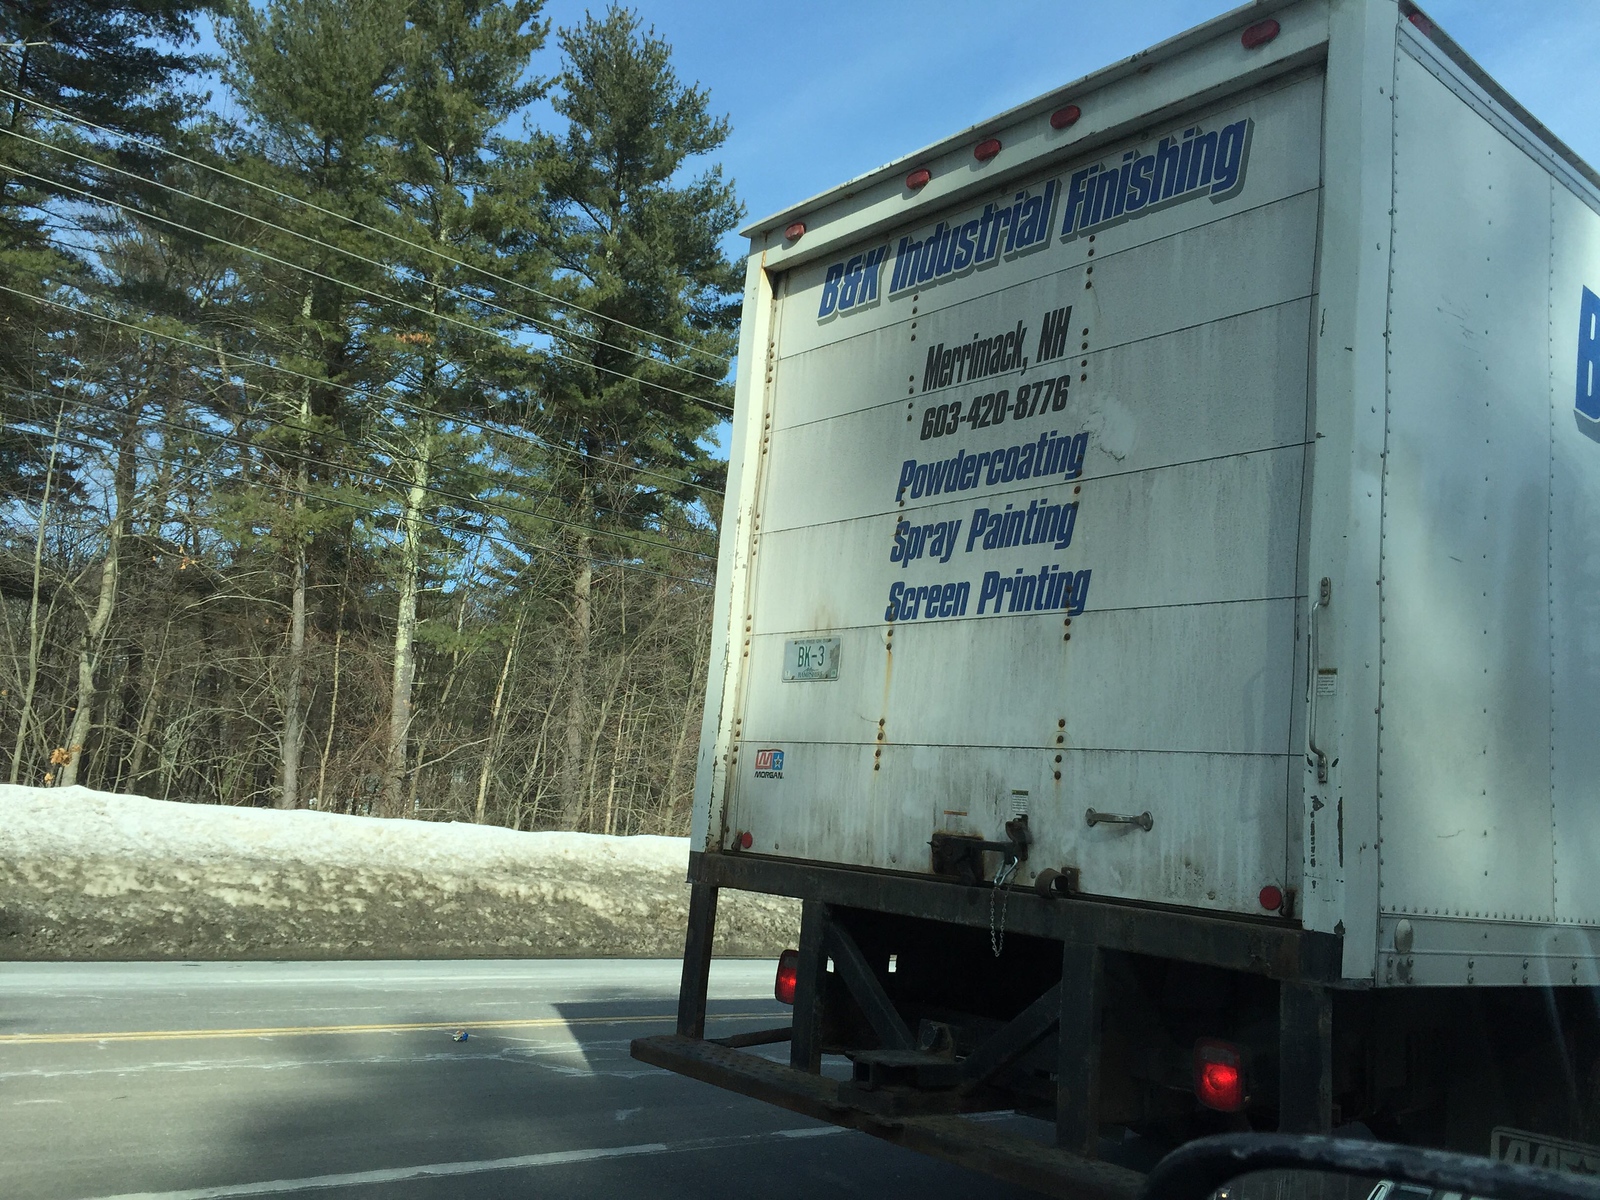 B&K Industrial Finishing
Merrimack, NH
603-420-8776
Powdercoating
Spray Painting
Screen Printing
BK-3
MORGAN
B